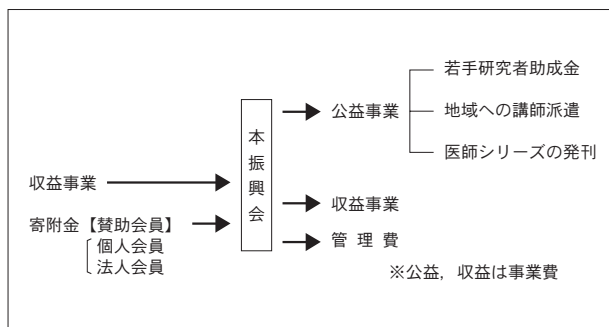 収益事業
寄附金【賛助会員】
個人会員
法人会員
本振興会
公益事業
若手研究者助成金
地域への講師派遣
医師シリーズの発刊
収益事業
管 理 費
※公益，収益は事業費